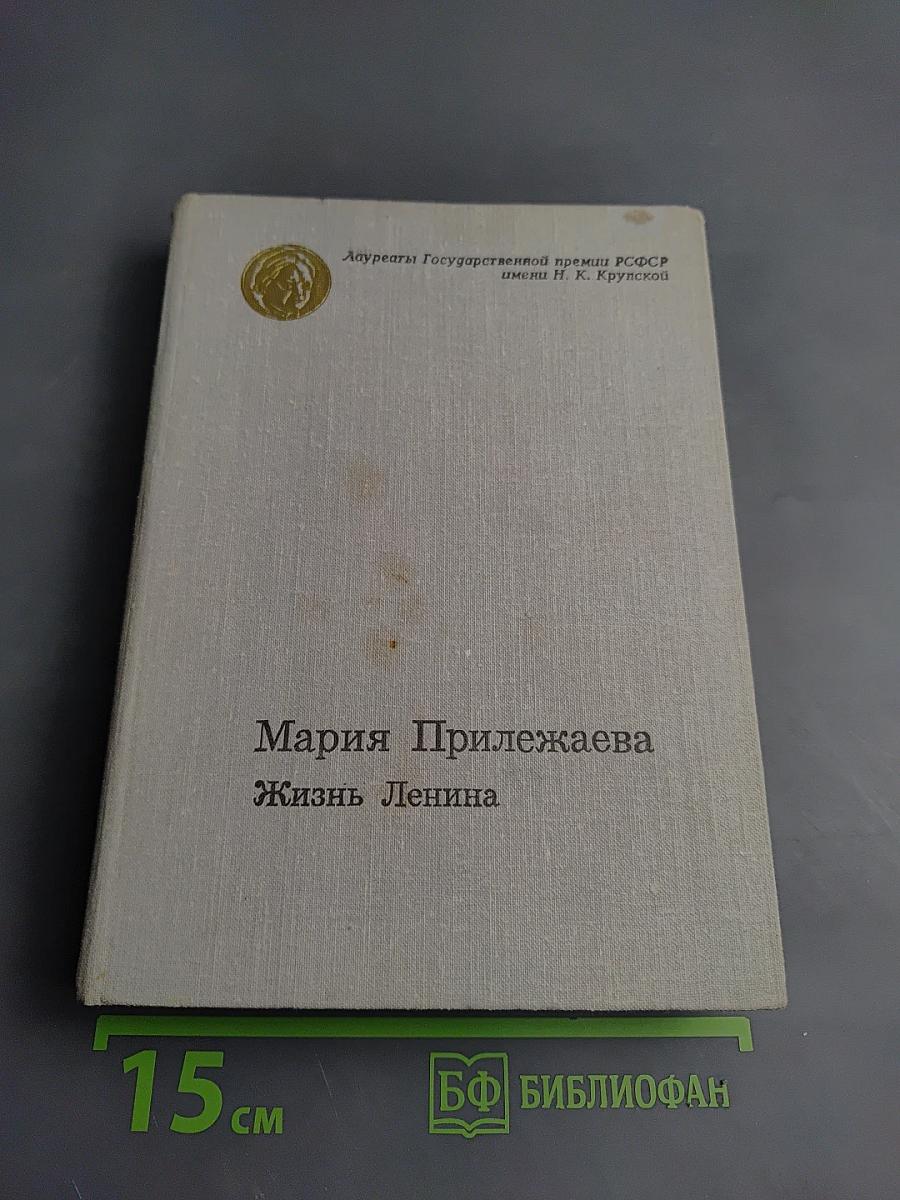 Лауреаты Государственной премии РСФСР
имени Н. К. Крупской
Мария Прилежаева
Жизнь Ленина
15 см
БФ БИБЛИОФАН